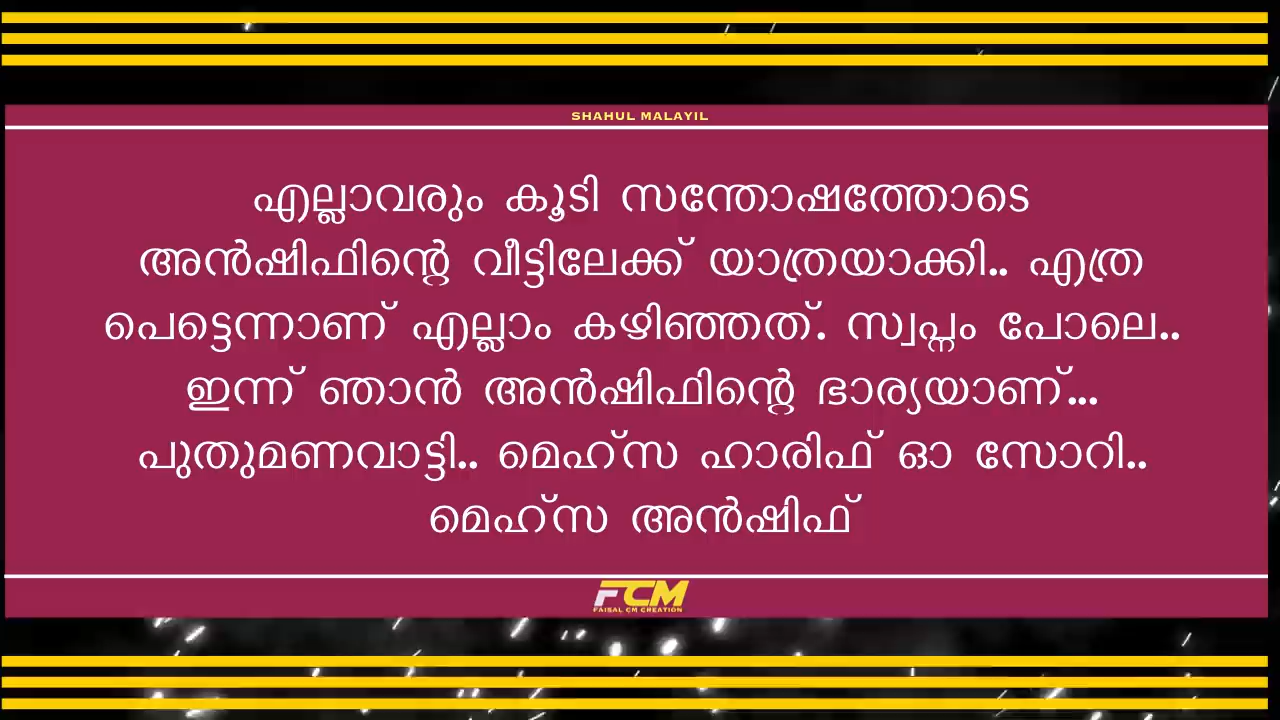 SHAHUL MALAYIL
എല്ലാവരും കൂടി സന്തോഷത്തോടെ
അൻഷിഫിന്റെ വീട്ടിലേക്ക് യാത്രയാക്കി.. എത്ര
പെട്ടെന്നാണ് എല്ലാം കഴിഞ്ഞത്. സ്വപ്നം പോലെ..
ഇന്ന് ഞാൻ അൻഷിഫിന്റെ ഭാര്യയാണ്...
പുതുമണവാട്ടി.. മെഹ്സ ഹാരിഫ് ഓ സോറി..
മെഹ്സ അൻഷിഫ്
FCM
FAISAL CM CREATION